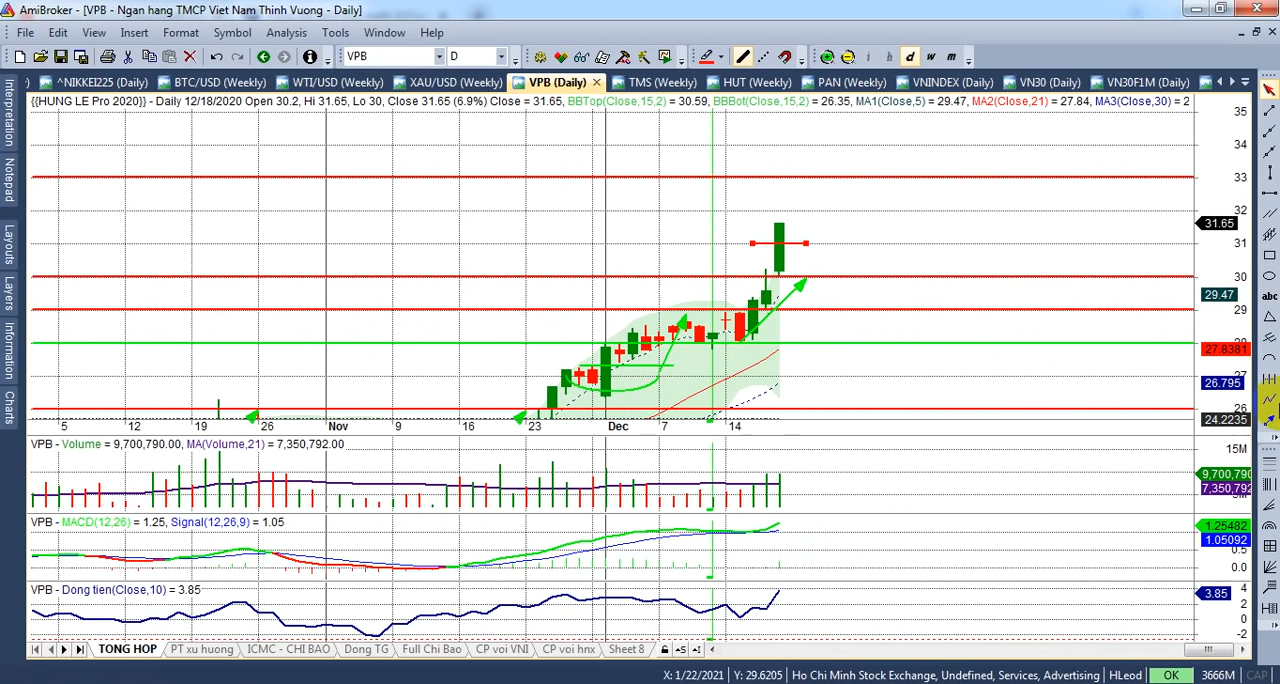 AmiBroker - [VPB - Ngan hang TMCP Viet Nam Thinh Vuong - Daily]
File Edit View Insert Format Symbol Analysis Tools Window Help
VPB D i h d w m
) ^NIKKEI225 (Daily) BTC/USD (Weekly) WTI/USD (Weekly) XAU/USD (Weekly) VPB (Daily) TMS (Weekly) HUT (Weekly) PAN (Weekly) VNINDEX (Daily) VN30 (Daily) VN30F1M (Daily)
{{HUNG LE Pro 2020}} - Daily 12/18/2020 Open 30.2, Hi 31.65, Lo 30, Close 31.65 (6.9%) Close = 31.65, BBTop(Close,15,2) = 30.59, BBBot(Close,15,2) = 26.35, MA1(Close,5) = 29.47, MA2(Close,21) = 27.84, MA3(Close,30) = 2
Interpretation
Notepad
Layouts
Layers
Information
Charts
35
34
33
32
31.65
31
30
29.47
29
28
27.8381
27
26.795
26
24.2235
abc
5 12 19 26 Nov 9 16 23 Dec 7 14
VPB - Volume = 9,700,790.00, MA(Volume,21) = 7,350,792.00
15M
9,700,790
7,350,792
VPB - MACD(12,26) = 1.25, Signal(12,26,9) = 1.05
1.25482
1.05092
0.5
0.0
VPB - Dong tien(Close,10) = 3.85
4
3.85
2
0
-2
TONG HOP PT xu huong ICMC - CHI BAO Dong TG Full Chi Bao CP voi VNI CP voi hnx Sheet 8
X: 1/22/2021 Y: 29.6205 Ho Chi Minh Stock Exchange, Undefined, Services, Advertising HLeod OK 3666M CAP